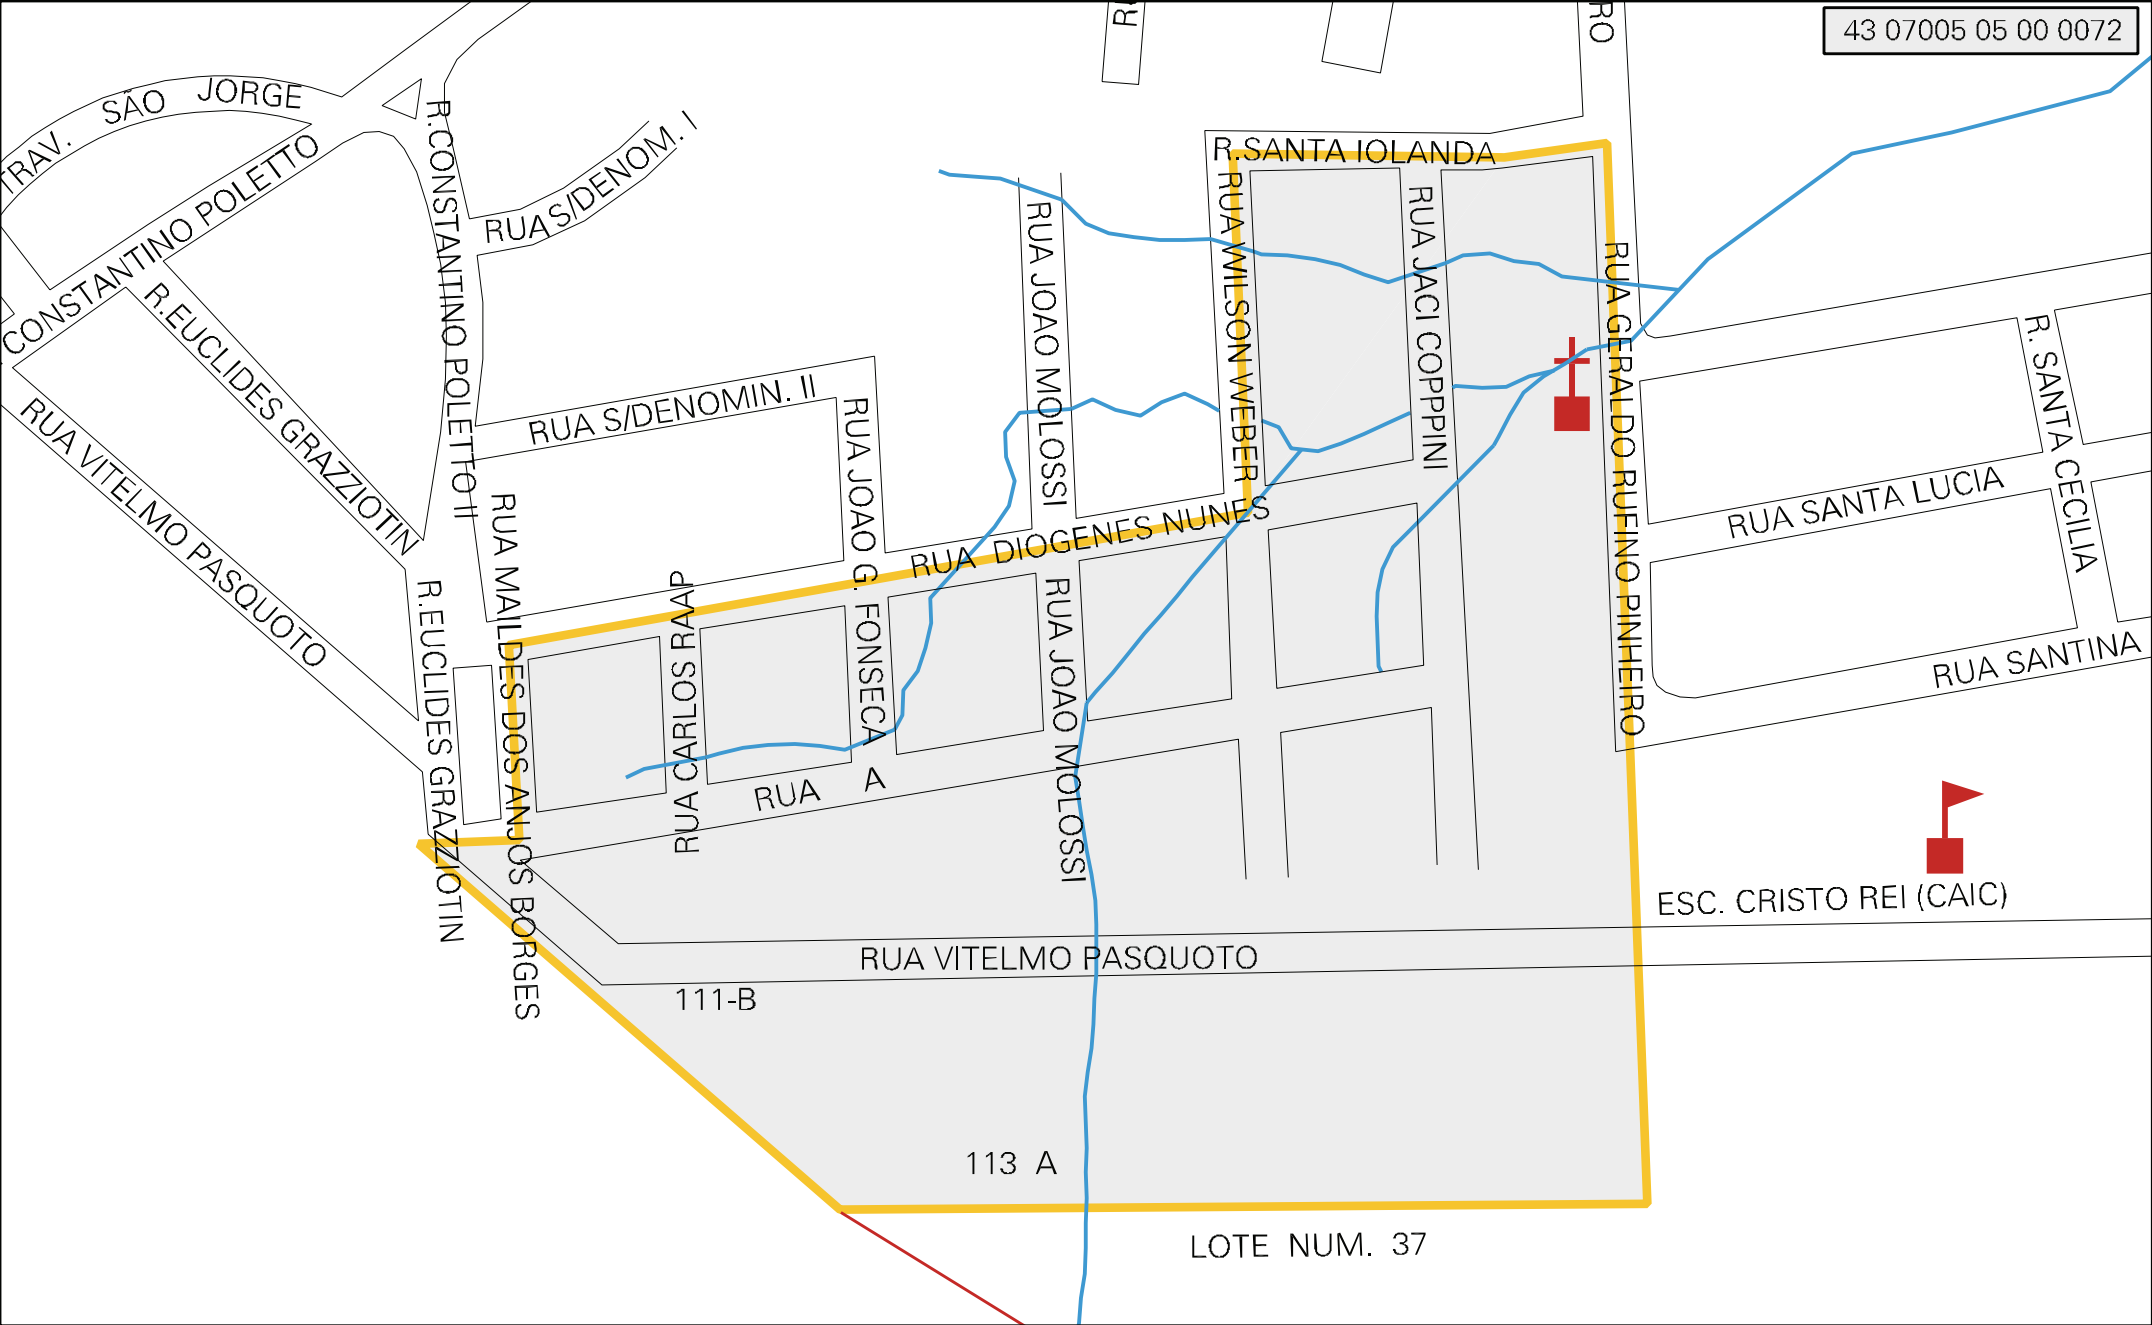 43 07005 05 00 0072
RO
TRAV. SÃO JORGE
R.CONSTANTINO POLETTO II
RUA S/DENOM. I
R.SANTA IOLANDA
CONSTANTINO POLETTO
R.EUCLIDES GRAZZIOTIN
RUA JOAO MOLOSSI
RUA WILSON WEBER
RUA JACI COPPINI
RUA GERALDO RUFINO PINHEIRO
R. SANTA CECILIA
RUA VITELMO PASQUOTO
RUA S/DENOMIN. II
RUA JOAO G. FONSECA
RUA SANTA LUCIA
RUA MAILDES DOS ANJOS BORGES
RUA DIOGENES NUNES
R.EUCLIDES GRAZZIOTIN
RUA CARLOS RAAP
RUA JOAO MOLOSSI
RUA SANTINA
RUA A
ESC. CRISTO REI (CAIC)
RUA VITELMO PASQUOTO
111-B
113 A
LOTE NUM. 37